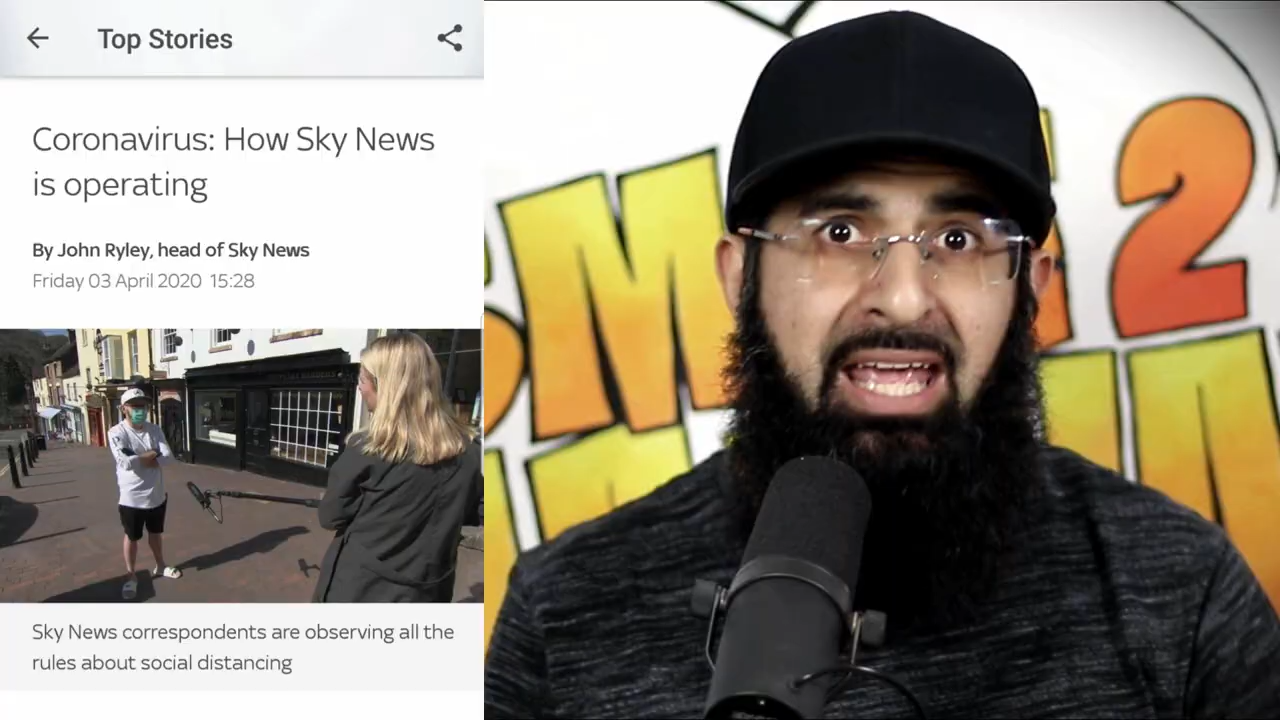 Top Stories
Coronavirus: How Sky News
is operating
By John Ryley, head of Sky News
Friday 03 April 2020 15:28
Sky News correspondents are observing all the
rules about social distancing
2